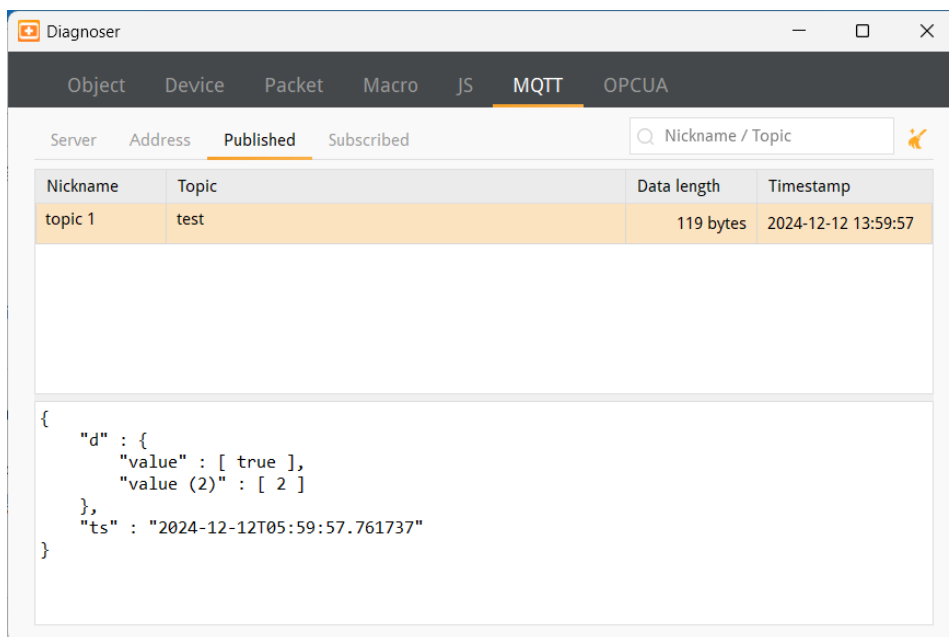 Diagnoser
Object Device Packet Macro JS MQTT OPCUA
Server Address Published Subscribed Nickname / Topic
Nickname Topic Data length Timestamp
topic 1 test 119 bytes 2024-12-12 13:59:57
{
    "d" : {
        "value" : [ true ],
        "value (2)" : [ 2 ]
    },
    "ts" : "2024-12-12T05:59:57.761737"
}